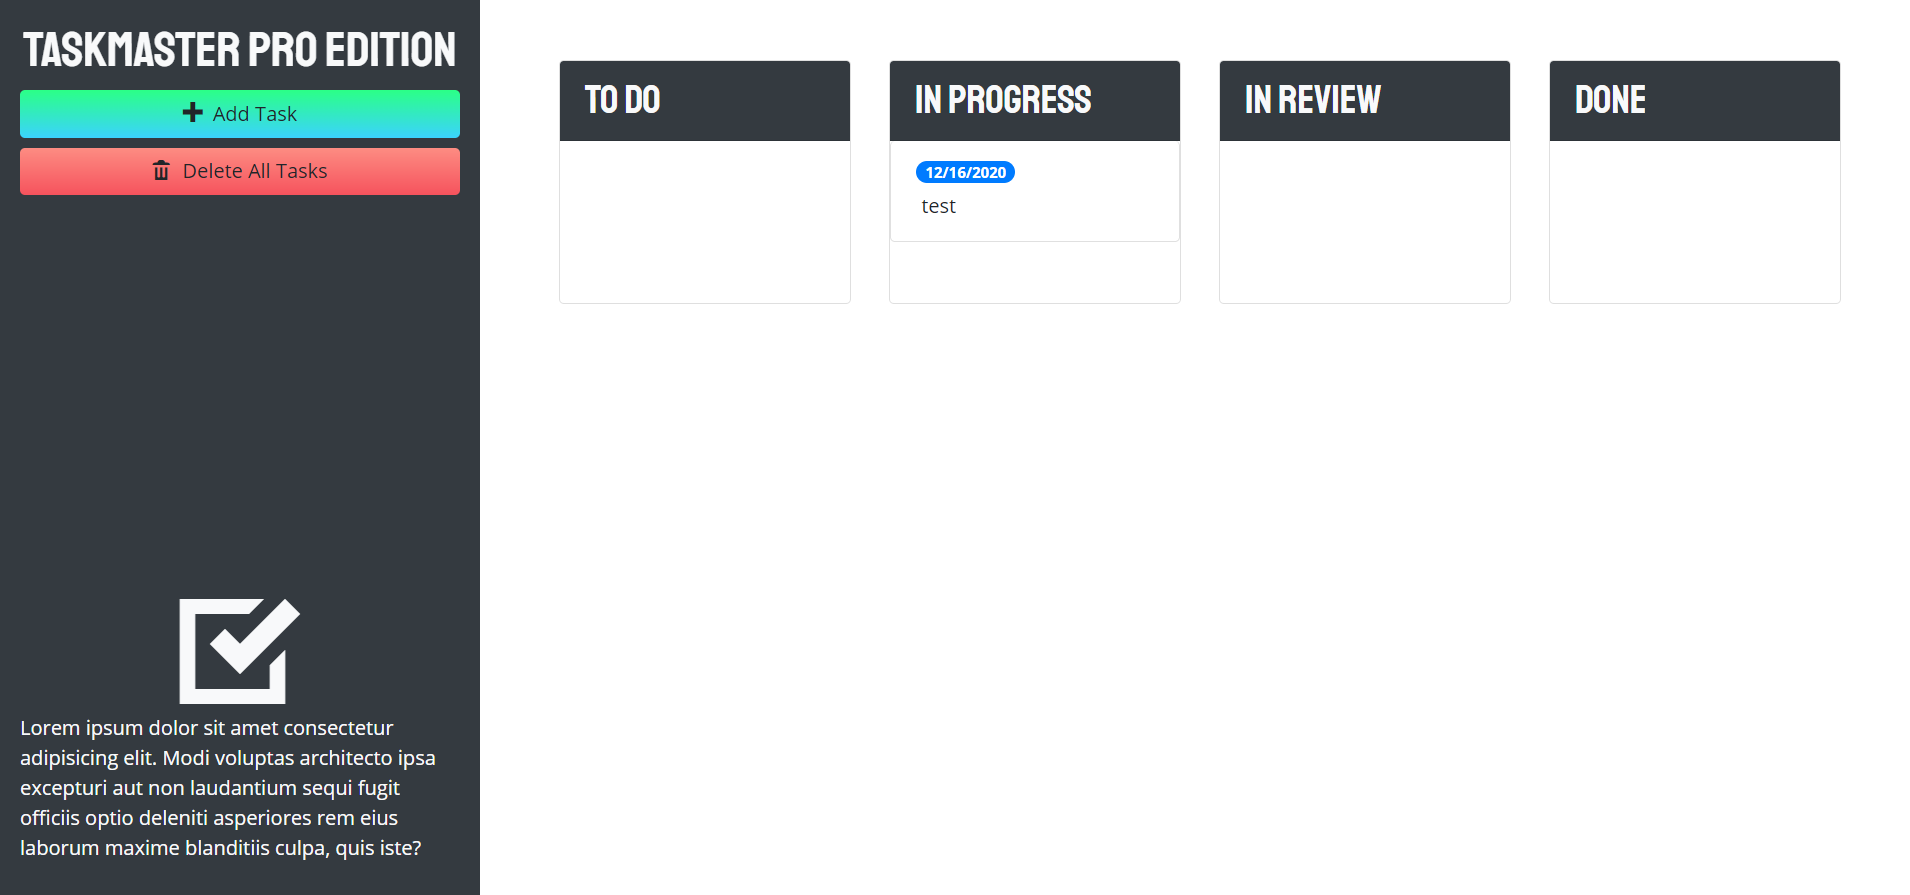 TASKMASTER PRO EDITION
Add Task
Delete All Tasks
Lorem ipsum dolor sit amet consectetur
adipisicing elit. Modi voluptas architecto ipsa
excepturi aut non laudantium sequi fugit
officiis optio deleniti asperiores rem eius
laborum maxime blanditiis culpa, quis iste?
TO DO
IN PROGRESS
12/16/2020
test
IN REVIEW
DONE